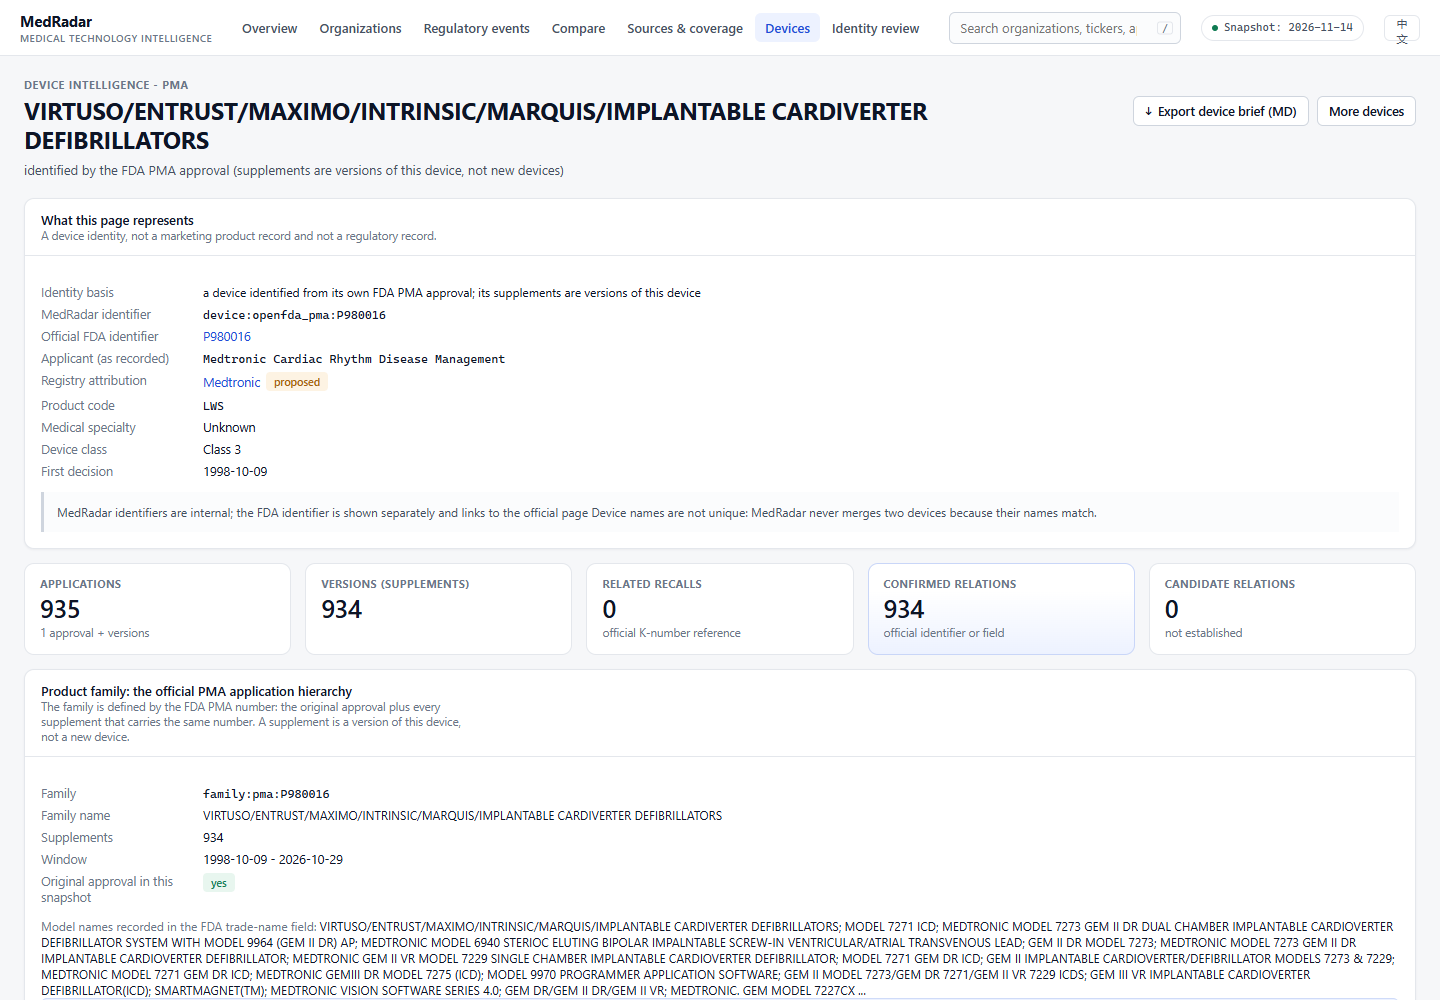 MedRadar
MEDICAL TECHNOLOGY INTELLIGENCE
Overview
Organizations
Regulatory events
Compare
Sources & coverage
Devices
Identity review
Search organizations, tickers, a
/
Snapshot: 2026-11-14
中
文
DEVICE INTELLIGENCE - PMA
VIRTUSO/ENTRUST/MAXIMO/INTRINSIC/MARQUIS/IMPLANTABLE CARDIVERTER
DEFIBRILLATORS
↓ Export device brief (MD)
More devices
identified by the FDA PMA approval (supplements are versions of this device, not new devices)
What this page represents
A device identity, not a marketing product record and not a regulatory record.
Identity basis a device identified from its own FDA PMA approval; its supplements are versions of this device
MedRadar identifier device:openfda_pma:P980016
Official FDA identifier P980016
Applicant (as recorded) Medtronic Cardiac Rhythm Disease Management
Registry attribution Medtronic proposed
Product code LWS
Medical specialty Unknown
Device class Class 3
First decision 1998-10-09
MedRadar identifiers are internal; the FDA identifier is shown separately and links to the official page Device names are not unique: MedRadar never merges two devices because their names match.
APPLICATIONS
935
1 approval + versions
VERSIONS (SUPPLEMENTS)
934
RELATED RECALLS
0
official K-number reference
CONFIRMED RELATIONS
934
official identifier or field
CANDIDATE RELATIONS
0
not established
Product family: the official PMA application hierarchy
The family is defined by the FDA PMA number: the original approval plus every
supplement that carries the same number. A supplement is a version of this device,
not a new device.
Family family:pma:P980016
Family name VIRTUSO/ENTRUST/MAXIMO/INTRINSIC/MARQUIS/IMPLANTABLE CARDIVERTER DEFIBRILLATORS
Supplements 934
Window 1998-10-09 - 2026-10-29
Original approval in this yes
snapshot
Model names recorded in the FDA trade-name field: VIRTUSO/ENTRUST/MAXIMO/INTRINSIC/MARQUIS/IMPLANTABLE CARDIVERTER DEFIBRILLATORS; MODEL 7271 ICD; MEDTRONIC MODEL 7273 GEM II DR DUAL CHAMBER IMPLANTABLE CARDIOVERTER
DEFIBRILLATOR SYSTEM WITH MODEL 9964 (GEM II DR) AP; MEDTRONIC MODEL 6940 STERIOC ELUTING BIPOLAR IMPALNTABLE SCREW-IN VENTRICULAR/ATRIAL TRANSVENOUS LEAD; GEM II DR MODEL 7273; MEDTRONIC MODEL 7273 GEM II DR
IMPLANTABLE CARDIOVERTER DEFIBRILLATOR; MEDTRONIC GEM II VR MODEL 7229 SINGLE CHAMBER IMPLANTABLE CARDIOVERTER DEFIBRILLATOR; MODEL 7271 GEM DR ICD; GEM II IMPLANTABLE CARDIOVERTER/DEFIBRILLATOR MODELS 7273 & 7229;
MEDTRONIC MODEL 7271 GEM DR ICD; MEDTRONIC GEMIII DR MODEL 7275 (ICD); MODEL 9970 PROGRAMMER APPLICATION SOFTWARE; GEM II MODEL 7273/GEM DR 7271/GEM II VR 7229 ICDS; GEM III VR IMPLANTABLE CARDIOVERTER
DEFIBRILLATOR(ICD); SMARTMAGNET(TM); MEDTRONIC VISION SOFTWARE SERIES 4.0; GEM DR/GEM II DR/GEM II VR; MEDTRONIC. GEM MODEL 7227CX ...